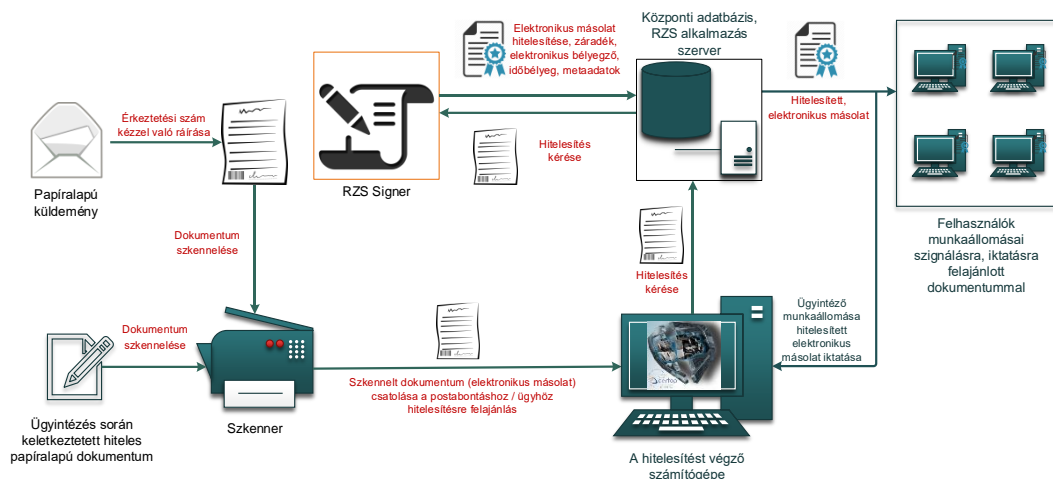 Elektronikus másolat
hitelesítése, záradék,
elektronikus bélyegző,
időbélyeg, metaadatok
Központi adatbázis,
RZS alkalmazás
szerver
Érkeztetési szám
kézzel való ráírása
Hitelesített,
elektronikus másolat
Hitelesítés
kérése
Papíralapú
küldemény
RZS Signer
Felhasználók
munkaállomásai
szignálásra, iktatásra
felajánlott
dokumentummal
Dokumentum
szkennelése
Hitelesítés
kérése
Ügyintéző
munkaállomása
hitelesített
elektronikus
másolat iktatása
Dokumentum
szkennelése
Szkennelt dokumentum (elektronikus másolat)
csatolása a postabontáshoz / ügyhöz
hitelesítésre felajánlás
Szkenner
Ügyintézés során
keletkeztetett hiteles
papíralapú dokumentum
A hitelesítést végző
számítógépe